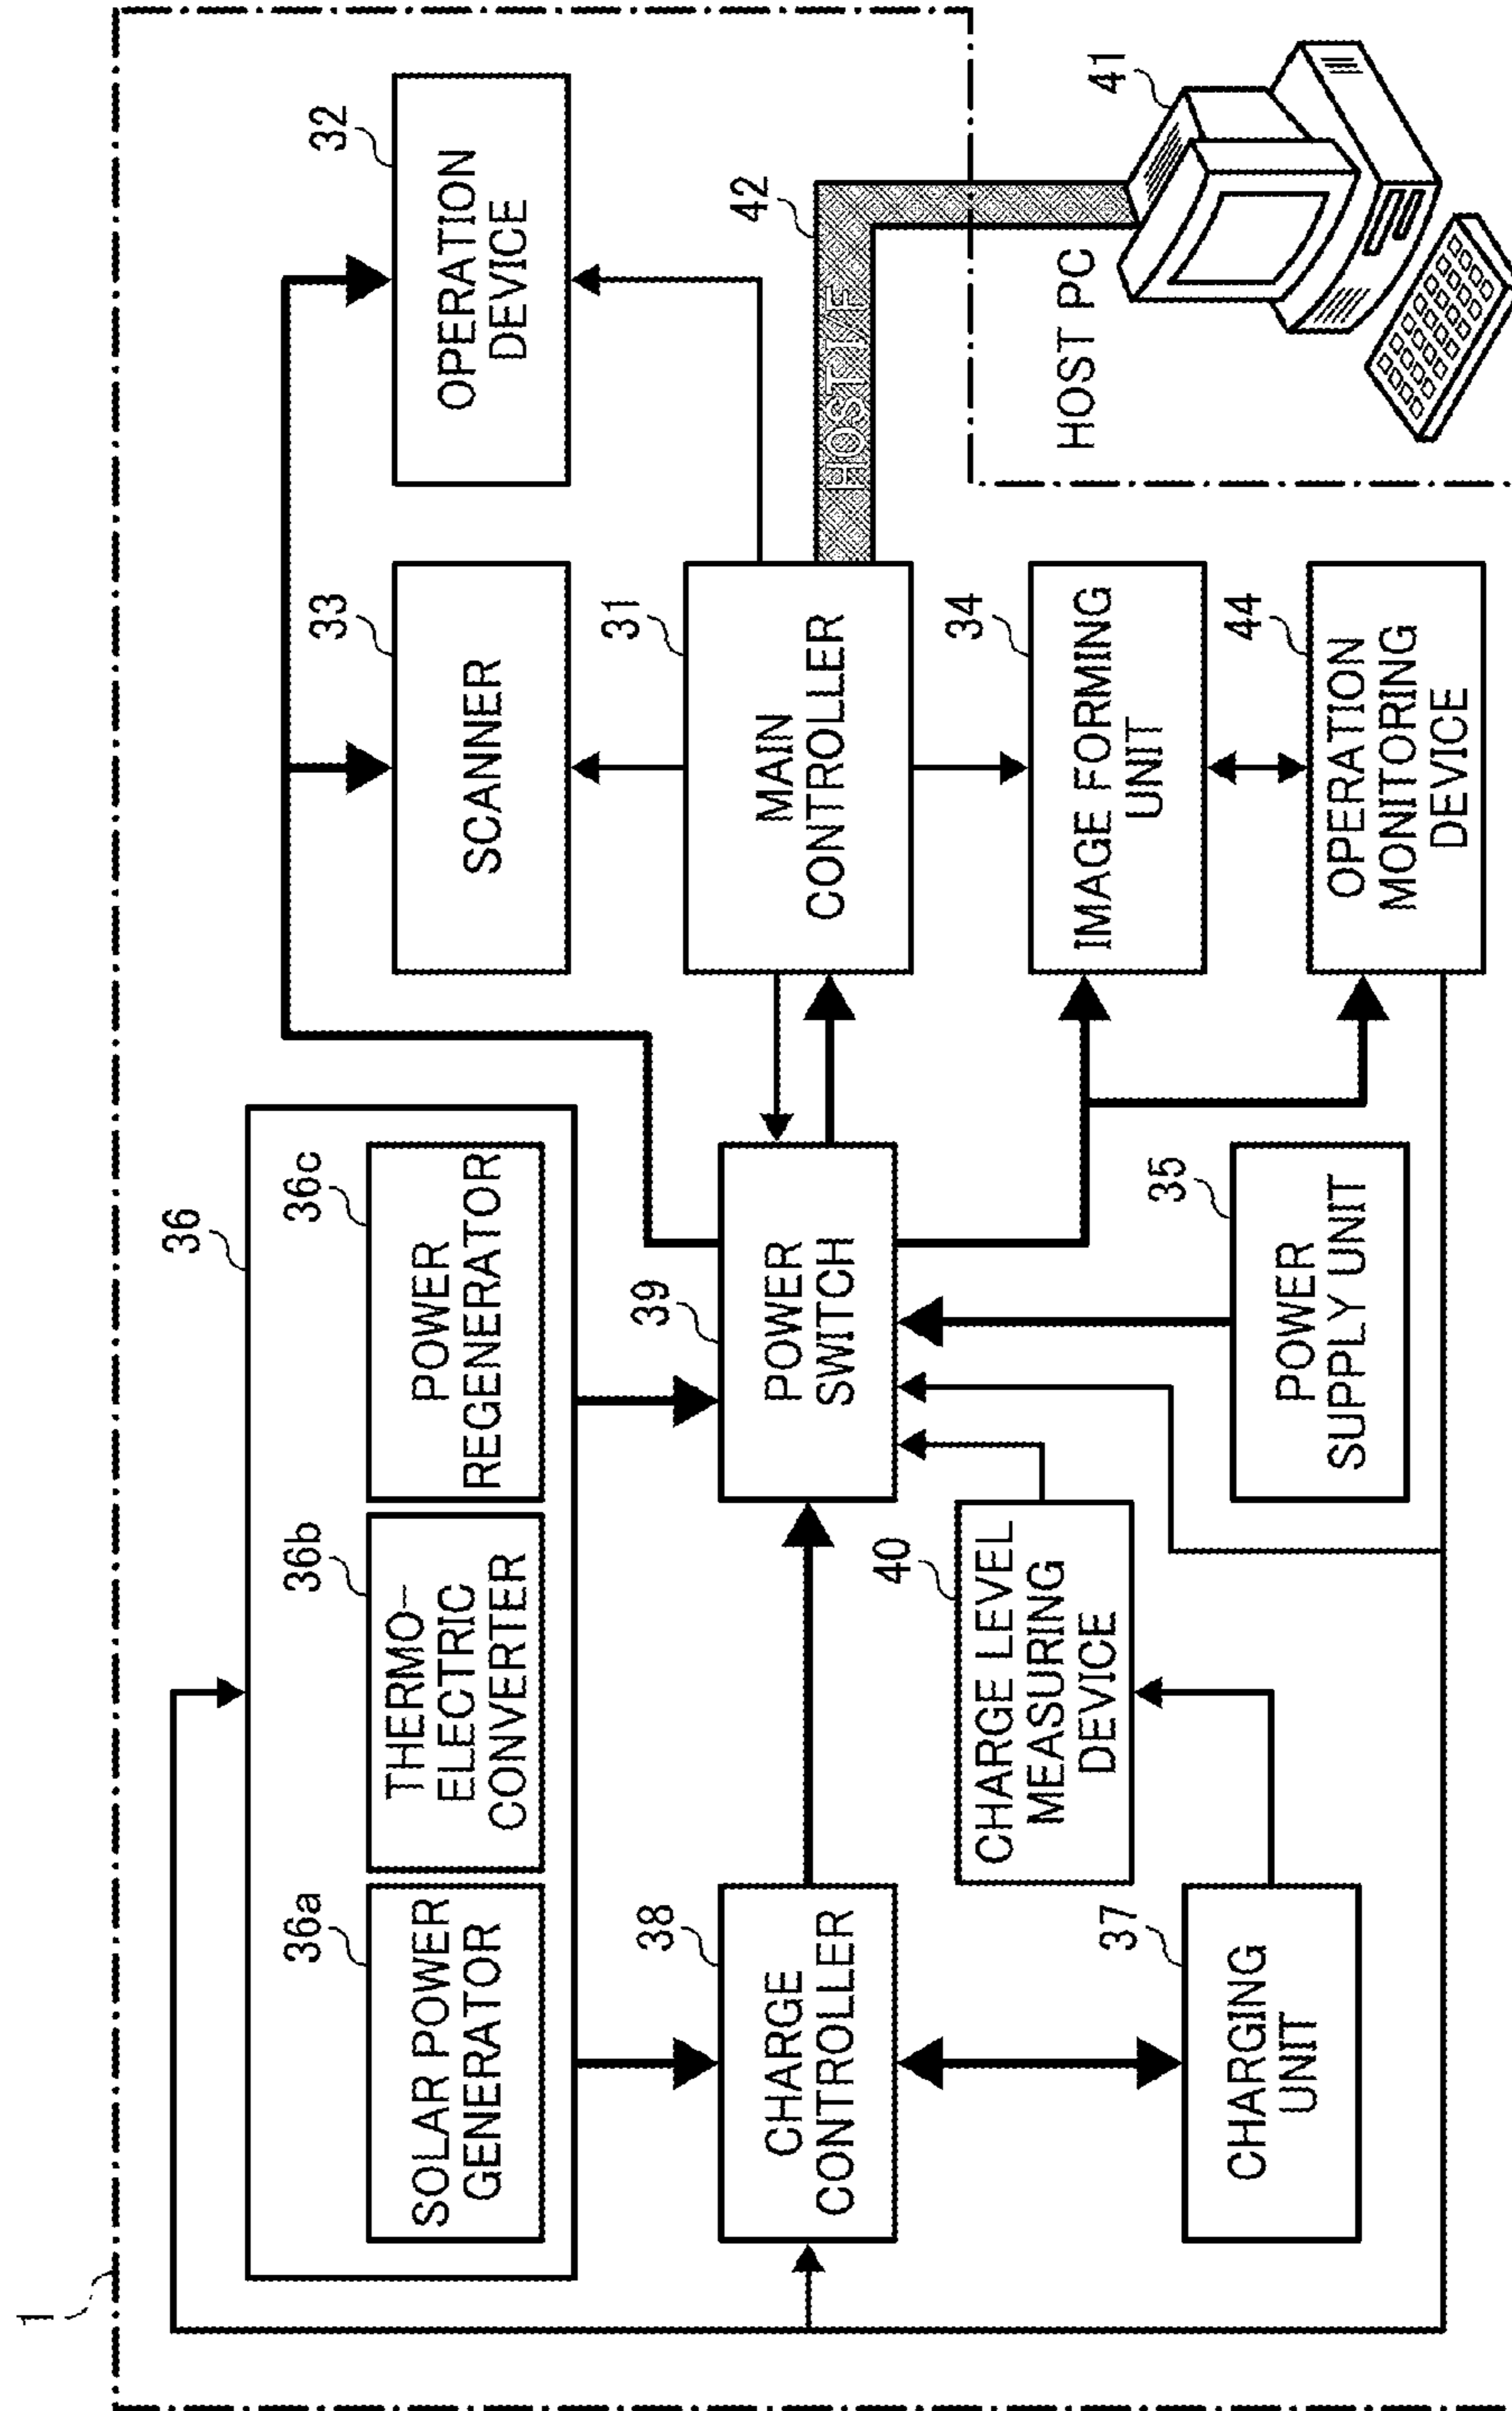 1
36
36a
SOLAR POWER
GENERATOR
36b
THERMO-
ELECTRIC
CONVERTER
36c
POWER
REGENERATOR
33
SCANNER
32
OPERATION
DEVICE
38
CHARGE
CONTROLLER
39
POWER
SWITCH
31
MAIN
CONTROLLER
42
HOST I/F
40
CHARGE LEVEL
MEASURING
DEVICE
34
IMAGE FORMING
UNIT
HOST PC
41
37
CHARGING
UNIT
35
POWER
SUPPLY UNIT
44
OPERATION
MONITORING
DEVICE